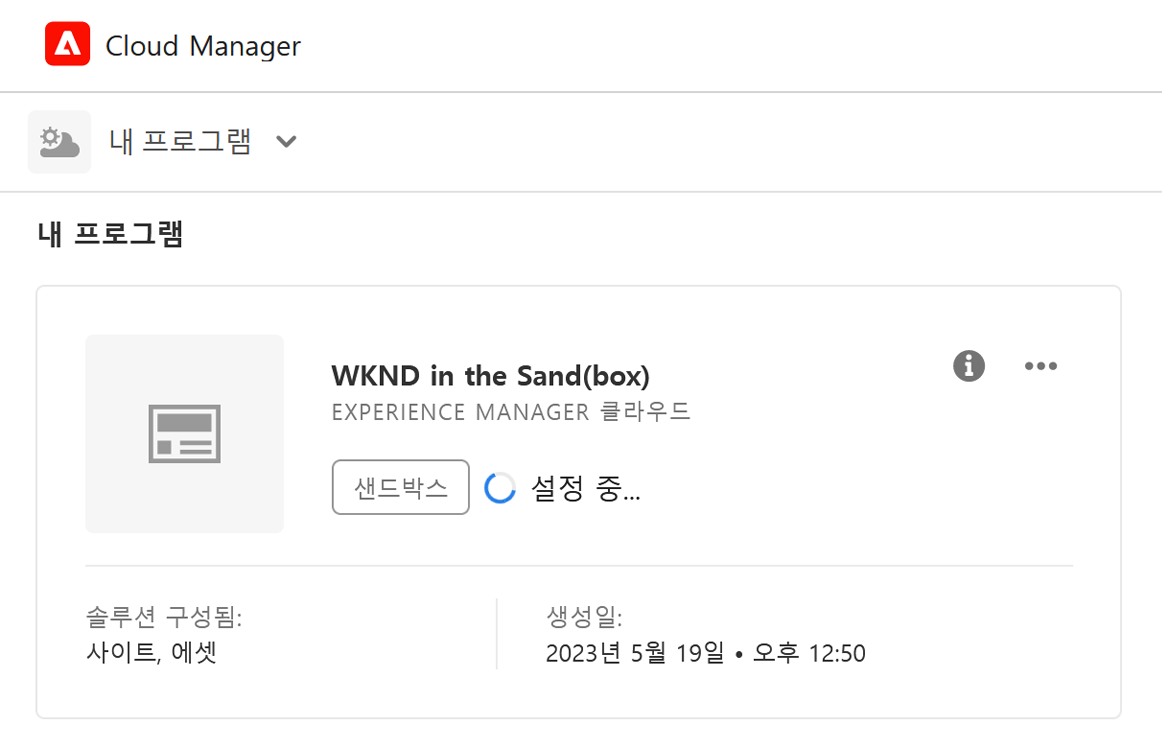 Cloud Manager
내 프로그램
내 프로그램
WKND in the Sand(box)
EXPERIENCE MANAGER 클라우드
샌드박스 설정 중...
솔루션 구성됨:
사이트, 에셋
생성일:
2023년 5월 19일 • 오후 12:50